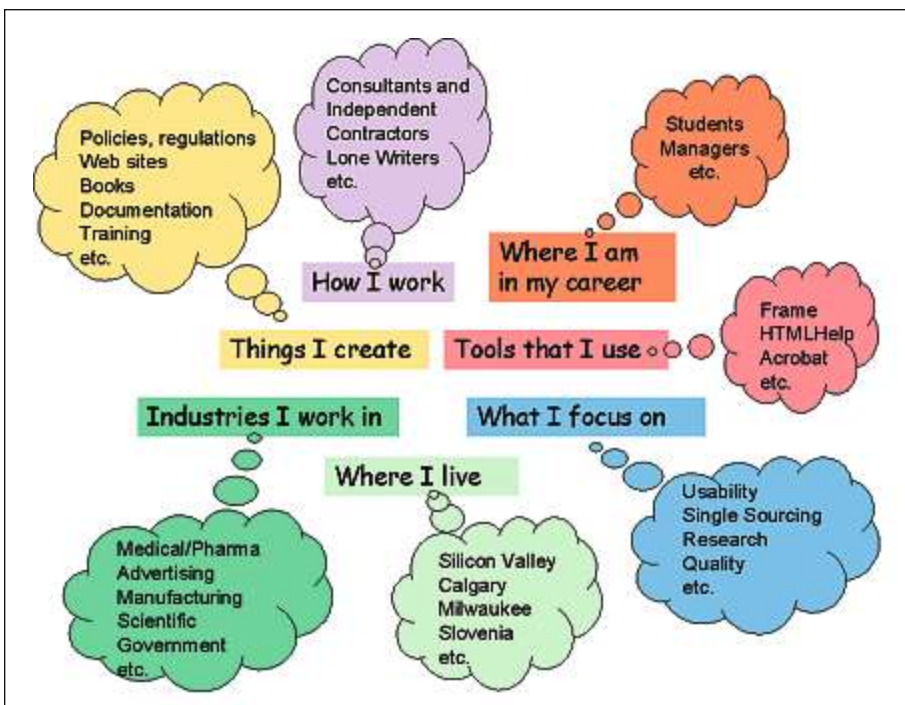 Policies, regulations
Web sites
Books
Documentation
Training
etc.
Things I create
Consultants and
Independent
Contractors
Lone Writers
etc.
How I work
Students
Managers
etc.
Where I am
in my career
Frame
HTMLHelp
Acrobat
etc.
Tools that I use
Industries I work in
Medical/Pharma
Advertising
Manufacturing
Scientific
Government
etc.
Where I live
Silicon Valley
Calgary
Milwaukee
Slovenia
etc.
What I focus on
Usability
Single Sourcing
Research
Quality
etc.